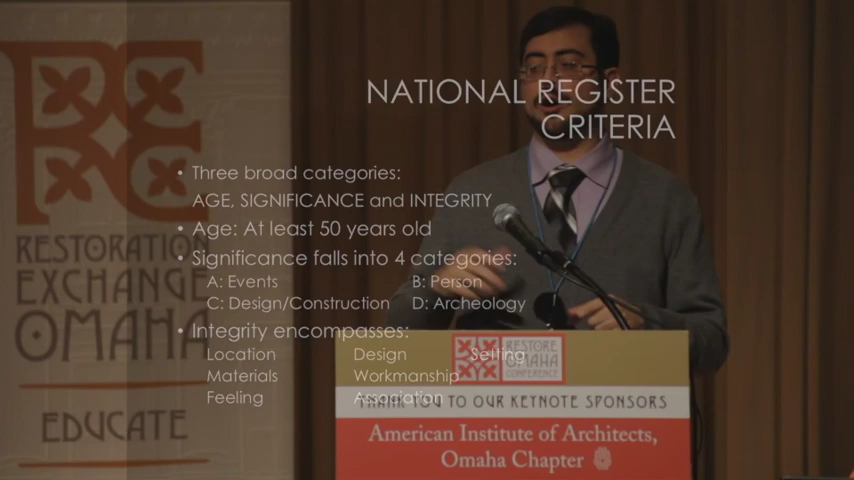 NATIONAL REGISTER
CRITERIA
• Three broad categories:
AGE, SIGNIFICANCE and INTEGRITY
• Age: At least 50 years old
• Significance falls into 4 categories:
A: Events B: Person
C: Design/Construction D: Archeology
• Integrity encompasses:
Location Design Setting
Materials Workmanship
Feeling Association
RESTORATION
EXCHANGE
OMAHA
EDUCATE
RESTORE
OMAHA
CONFERENCE
THANK YOU TO OUR KEYNOTE SPONSORS
American Institute of Architects,
Omaha Chapter